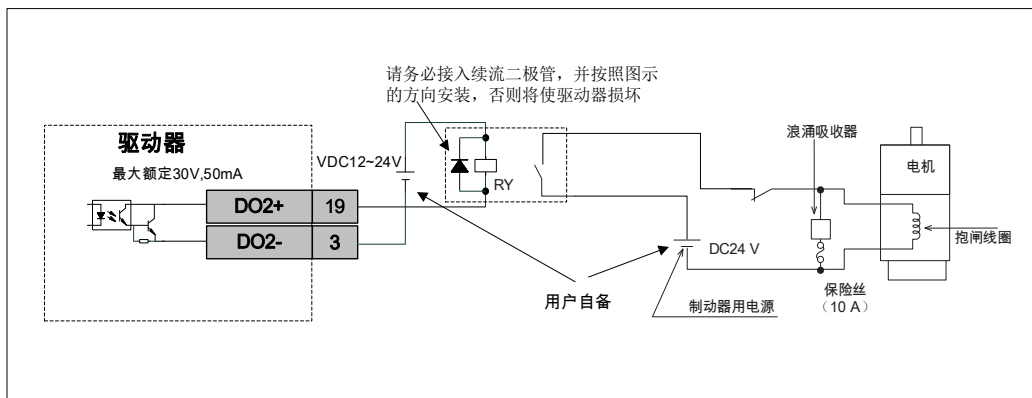 请务必接入续流二极管，并按照图示
的方向安装，否则将使驱动器损坏
驱动器
最大额定30V,50mA
VDC12~24V
RY
DO2+ 19
DO2- 3
浪涌吸收器
电机
抱闸线圈
DC24 V
用户自备
制动器用电源
保险丝
（10 A）